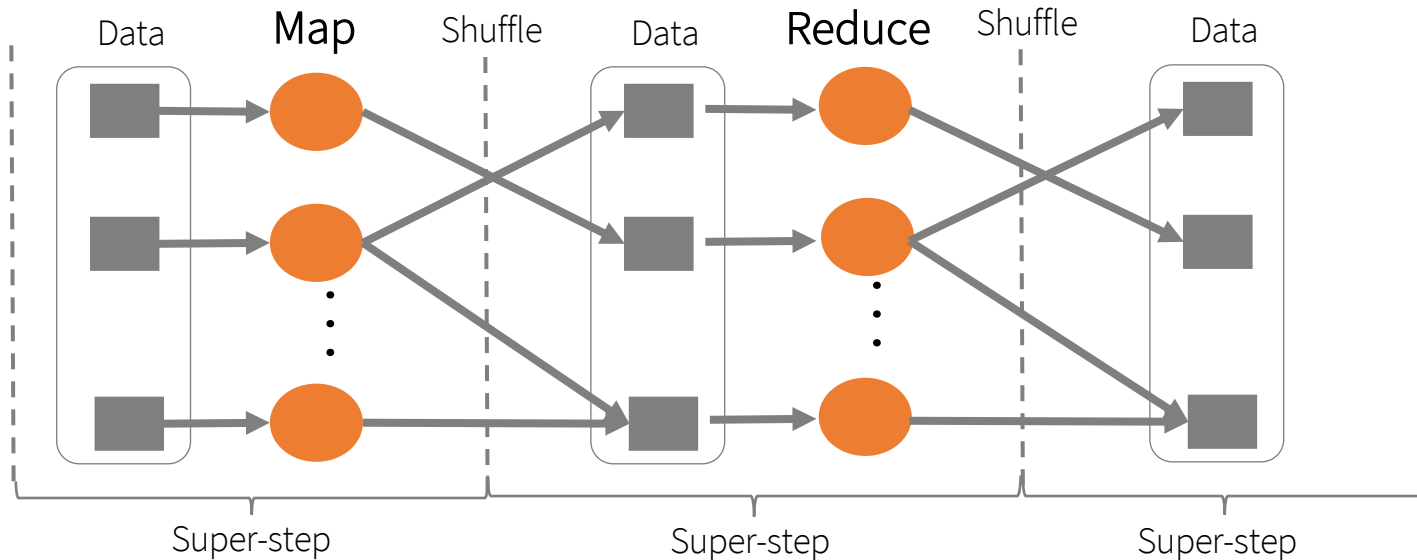 Data
Map
Shuffle
Data
Reduce
Shuffle
Data
Super-step
Super-step
Super-step